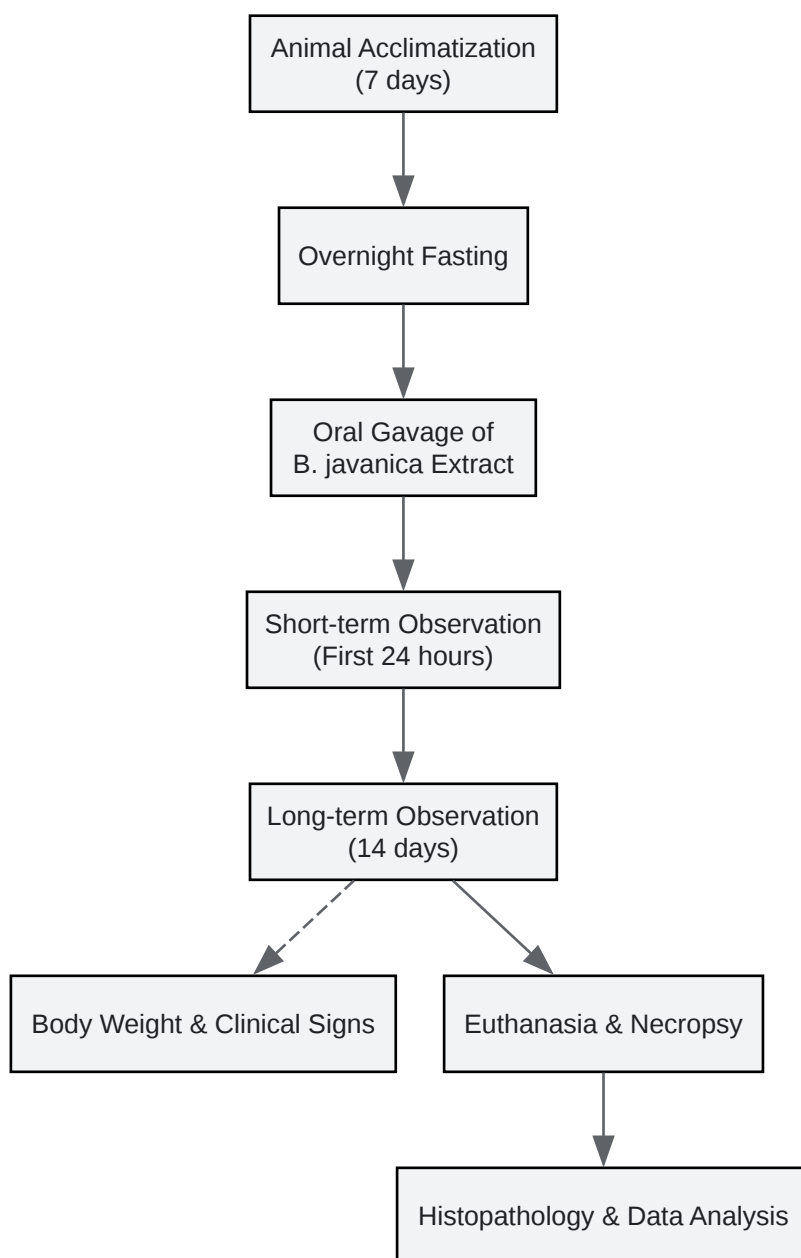 Animal Acclimatization
(7 days)
Overnight Fasting
Oral Gavage of
B. javanica Extract
Short-term Observation
(First 24 hours)
Long-term Observation
(14 days)
Body Weight & Clinical Signs
Euthanasia & Necropsy
Histopathology & Data Analysis